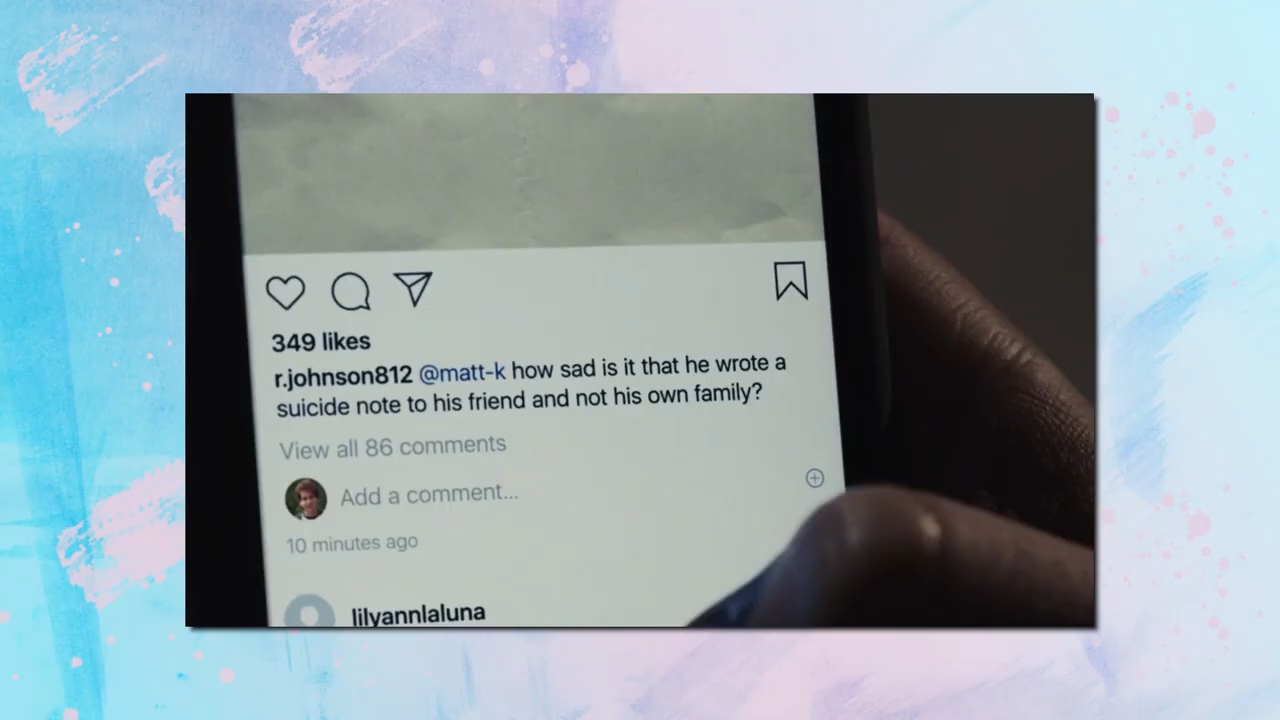 349 likes
r.johnson812 @matt-k how sad is it that he wrote a
suicide note to his friend and not his own family?
View all 86 comments
Add a comment...
10 minutes ago
lilyannlaluna